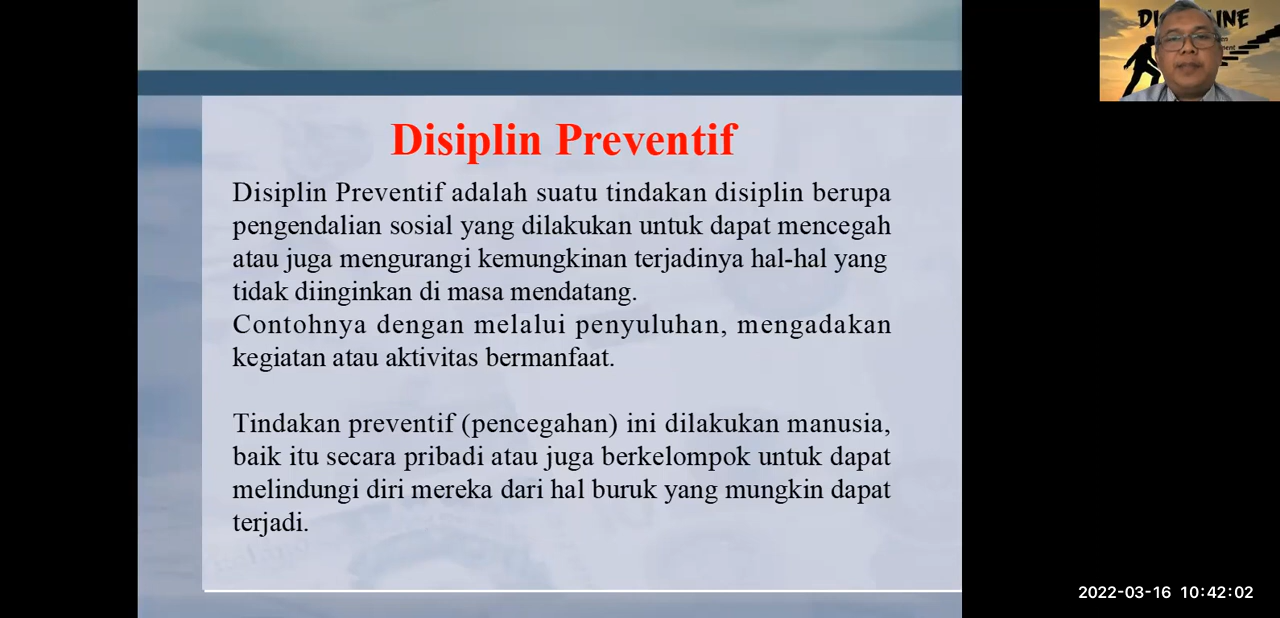 Disiplin Preventif
Disiplin Preventif adalah suatu tindakan disiplin berupa
pengendalian sosial yang dilakukan untuk dapat mencegah
atau juga mengurangi kemungkinan terjadinya hal-hal yang
tidak diinginkan di masa mendatang.
Contohnya dengan melalui penyuluhan, mengadakan
kegiatan atau aktivitas bermanfaat.
Tindakan preventif (pencegahan) ini dilakukan manusia,
baik itu secara pribadi atau juga berkelompok untuk dapat
melindungi diri mereka dari hal buruk yang mungkin dapat
terjadi.
2022-03-16 10:42:02